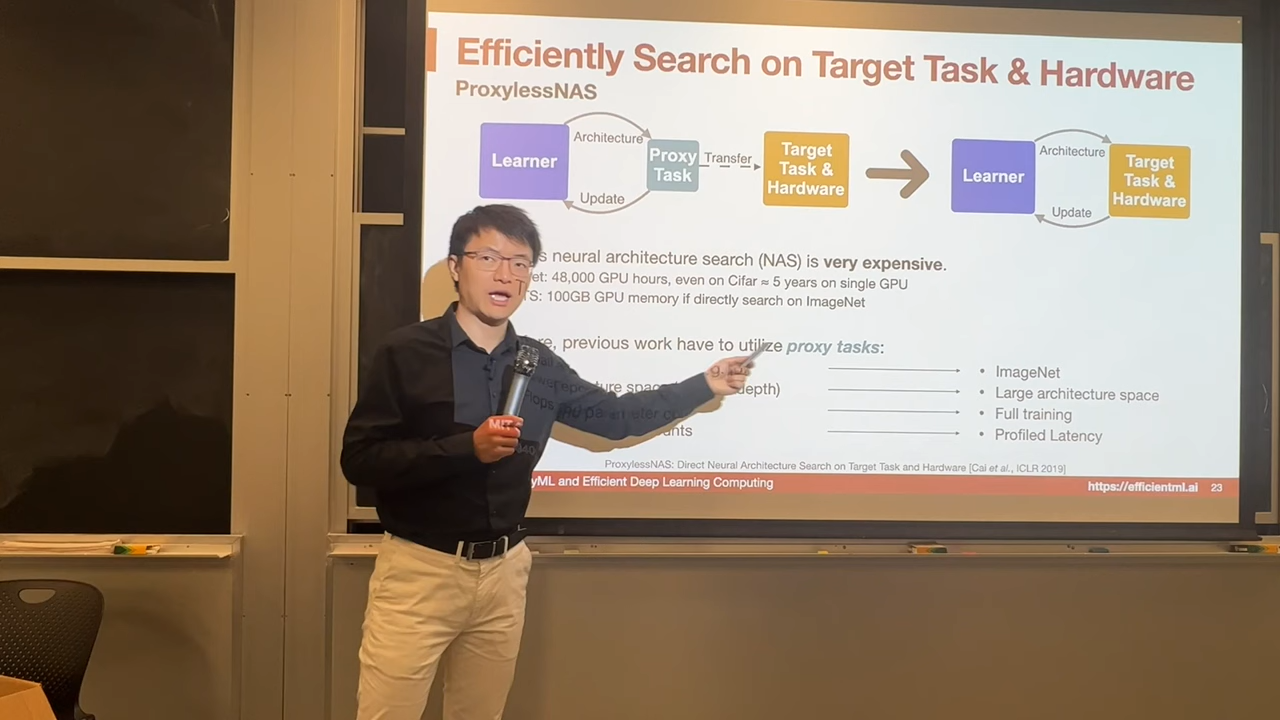 Efficiently Search on Target Task & Hardware
ProxylessNAS
Learner
Architecture
Update
Proxy
Task
Transfer
Target
Task &
Hardware
Learner
Architecture
Update
Target
Task &
Hardware
s neural architecture search (NAS) is very expensive.
et: 48,000 GPU hours, even on Cifar ≈ 5 years on single GPU
TS: 100GB GPU memory if directly search on ImageNet
re, previous work have to utilize proxy tasks:
ImageNet
depth)
• Large architecture space
• Full training
• Profiled Latency
ProxylessNAS: Direct Neural Architecture Search on Target Task and Hardware [Cai et al., ICLR 2019]
yML and Efficient Deep Learning Computing
https://efficientml.ai
23